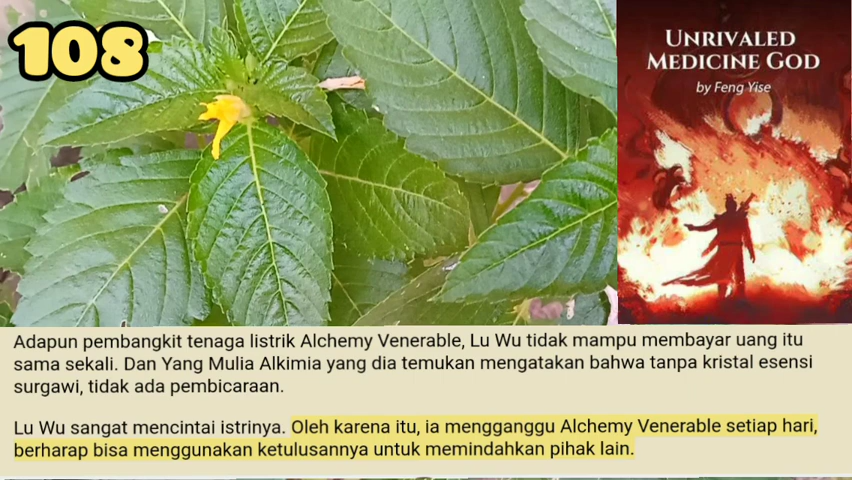 108
UNRIVALED
MEDICINE GOD
by Feng Yise
Adapun pembangkit tenaga listrik Alchemy Venerable, Lu Wu tidak mampu membayar uang itu
sama sekali. Dan Yang Mulia Alkimia yang dia temukan mengatakan bahwa tanpa kristal esensi
surgawi, tidak ada pembicaraan.
Lu Wu sangat mencintai istrinya. Oleh karena itu, ia mengganggu Alchemy Venerable setiap hari,
berharap bisa menggunakan ketulusannya untuk memindahkan pihak lain.